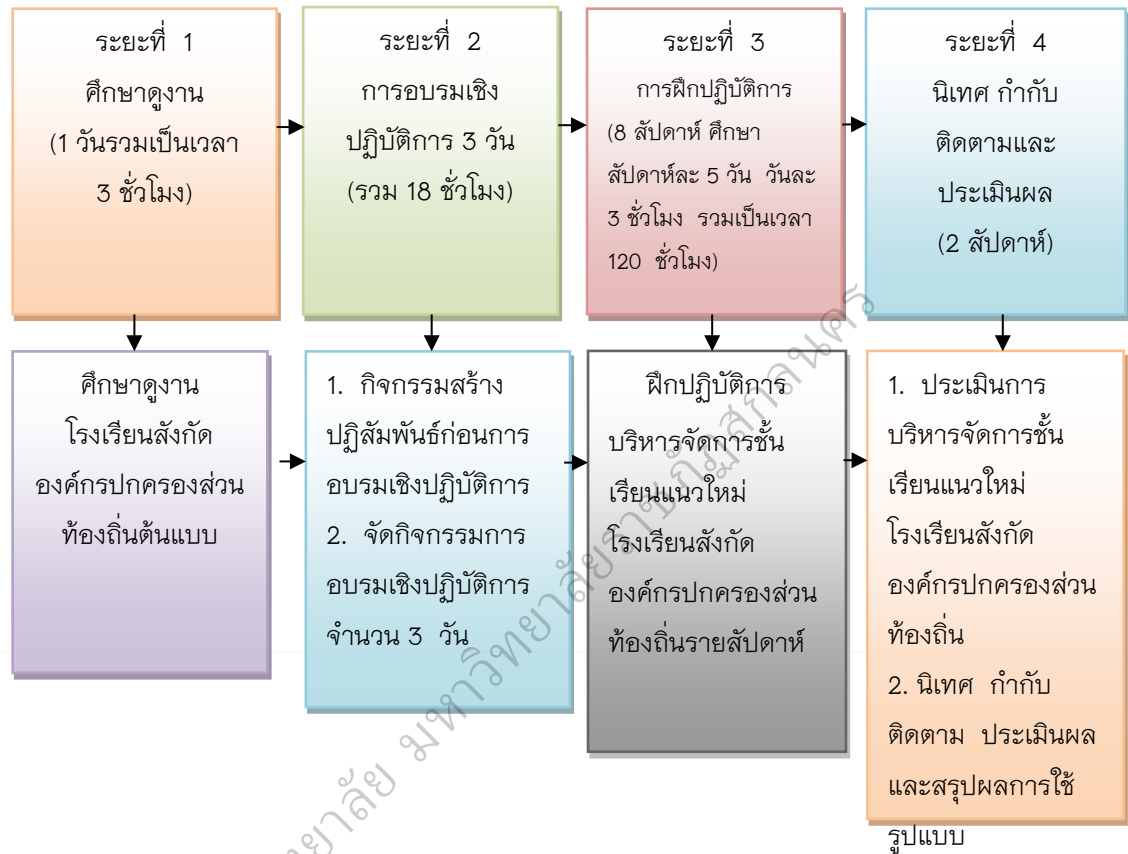 ระยะที่ 1
ศึกษาดูงาน
(1 วันรวมเป็นเวลา
3 ชั่วโมง)
ระยะที่ 2
การอบรมเชิง
ปฏิบัติการ 3 วัน
(รวม 18 ชั่วโมง)
ระยะที่ 3
การฝึกปฏิบัติการ
(8 สัปดาห์ ศึกษา
สัปดาห์ละ 5 วัน วันละ
3 ชั่วโมง รวมเป็นเวลา
120 ชั่วโมง)
ระยะที่ 4
นิเทศ กำกับ
ติดตามและ
ประเมินผล
(2 สัปดาห์)
ศึกษาดูงาน
โรงเรียนสังกัด
องค์กรปกครองส่วน
ท้องถิ่นต้นแบบ
1. กิจกรรมสร้าง
ปฏิสัมพันธ์ก่อนการ
อบรมเชิงปฏิบัติการ
2. จัดกิจกรรมการ
อบรมเชิงปฏิบัติการ
จำนวน 3 วัน
ฝึกปฏิบัติการ
บริหารจัดการชั้น
เรียนแนวใหม่
โรงเรียนสังกัด
องค์กรปกครองส่วน
ท้องถิ่นรายสัปดาห์
1. ประเมินการ
บริหารจัดการชั้น
เรียนแนวใหม่
โรงเรียนสังกัด
องค์กรปกครองส่วน
ท้องถิ่น
2. นิเทศ กำกับ
ติดตาม ประเมินผล
และสรุปผลการใช้
รูปแบบ
มหาวิทยาลัยราชภัฏสกลนคร